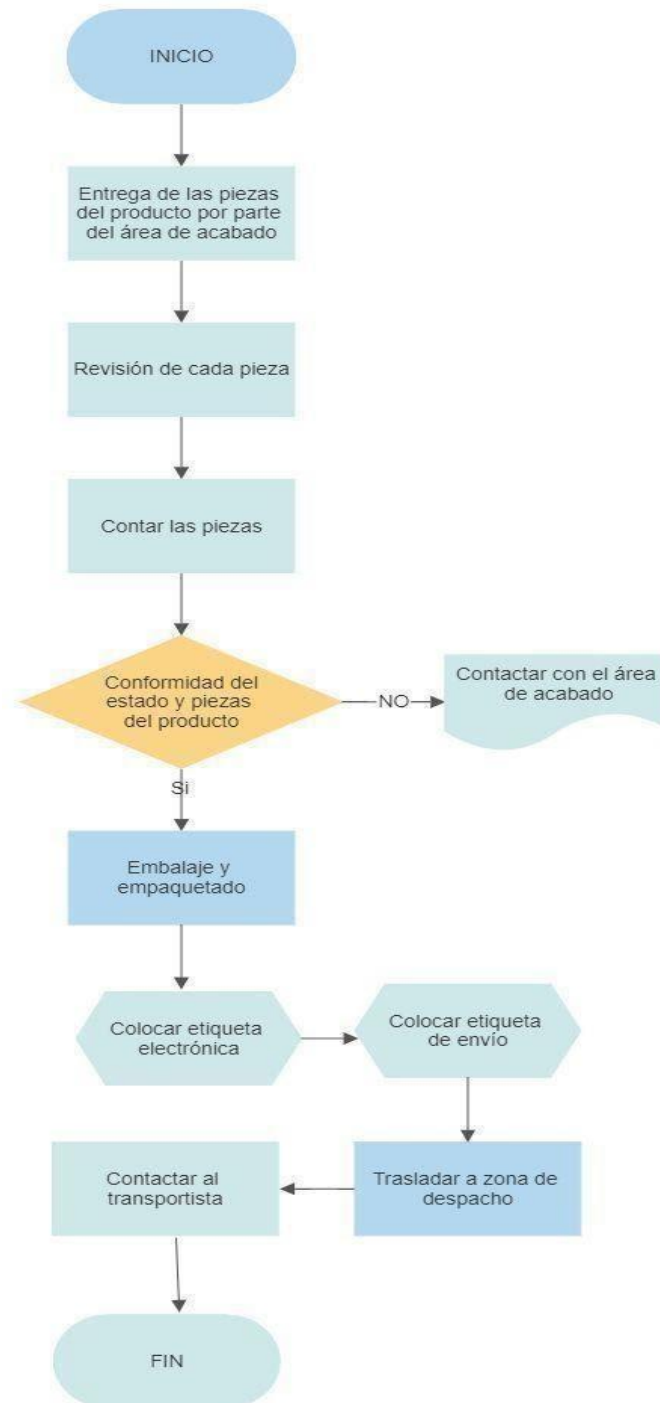 INICIO
Entrega de las piezas
del producto por parte
del área de acabado
Revisión de cada pieza
Contar las piezas
Conformidad del
estado y piezas
del producto
NO
Contactar con el área
de acabado
Si
Embalaje y
empaquetado
Colocar etiqueta
electrónica
Colocar etiqueta
de envío
Trasladar a zona de
despacho
Contactar al
transportista
FIN